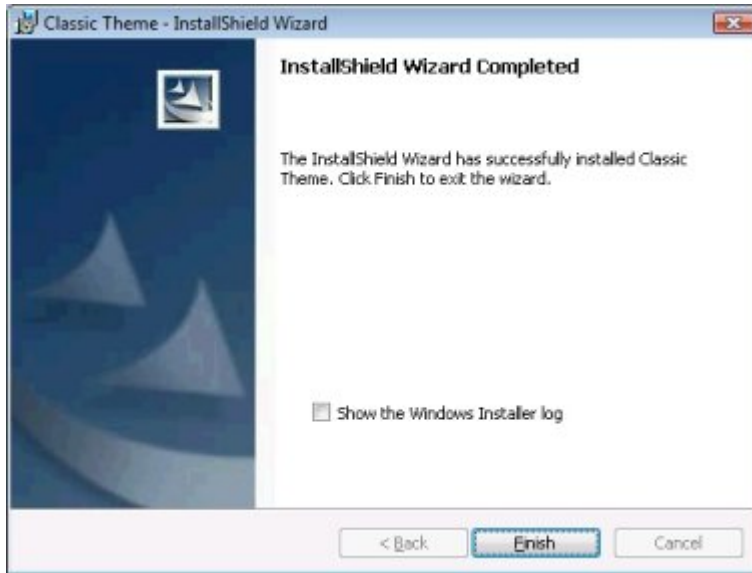 Classic Theme - InstallShield Wizard
InstallShield Wizard Completed
The InstallShield Wizard has successfully installed Classic
Theme. Click Finish to exit the wizard.
Show the Windows Installer log
< Back Finish Cancel